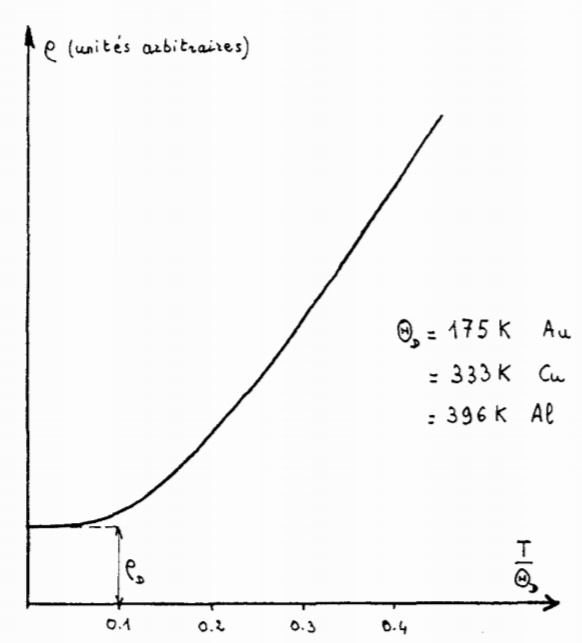 ρ (unités arbitraires)
Θ_D = 175 K Au
= 333 K Cu
= 396 K Al
ρ_D
T
Θ_D
0.1 0.2 0.3 0.4